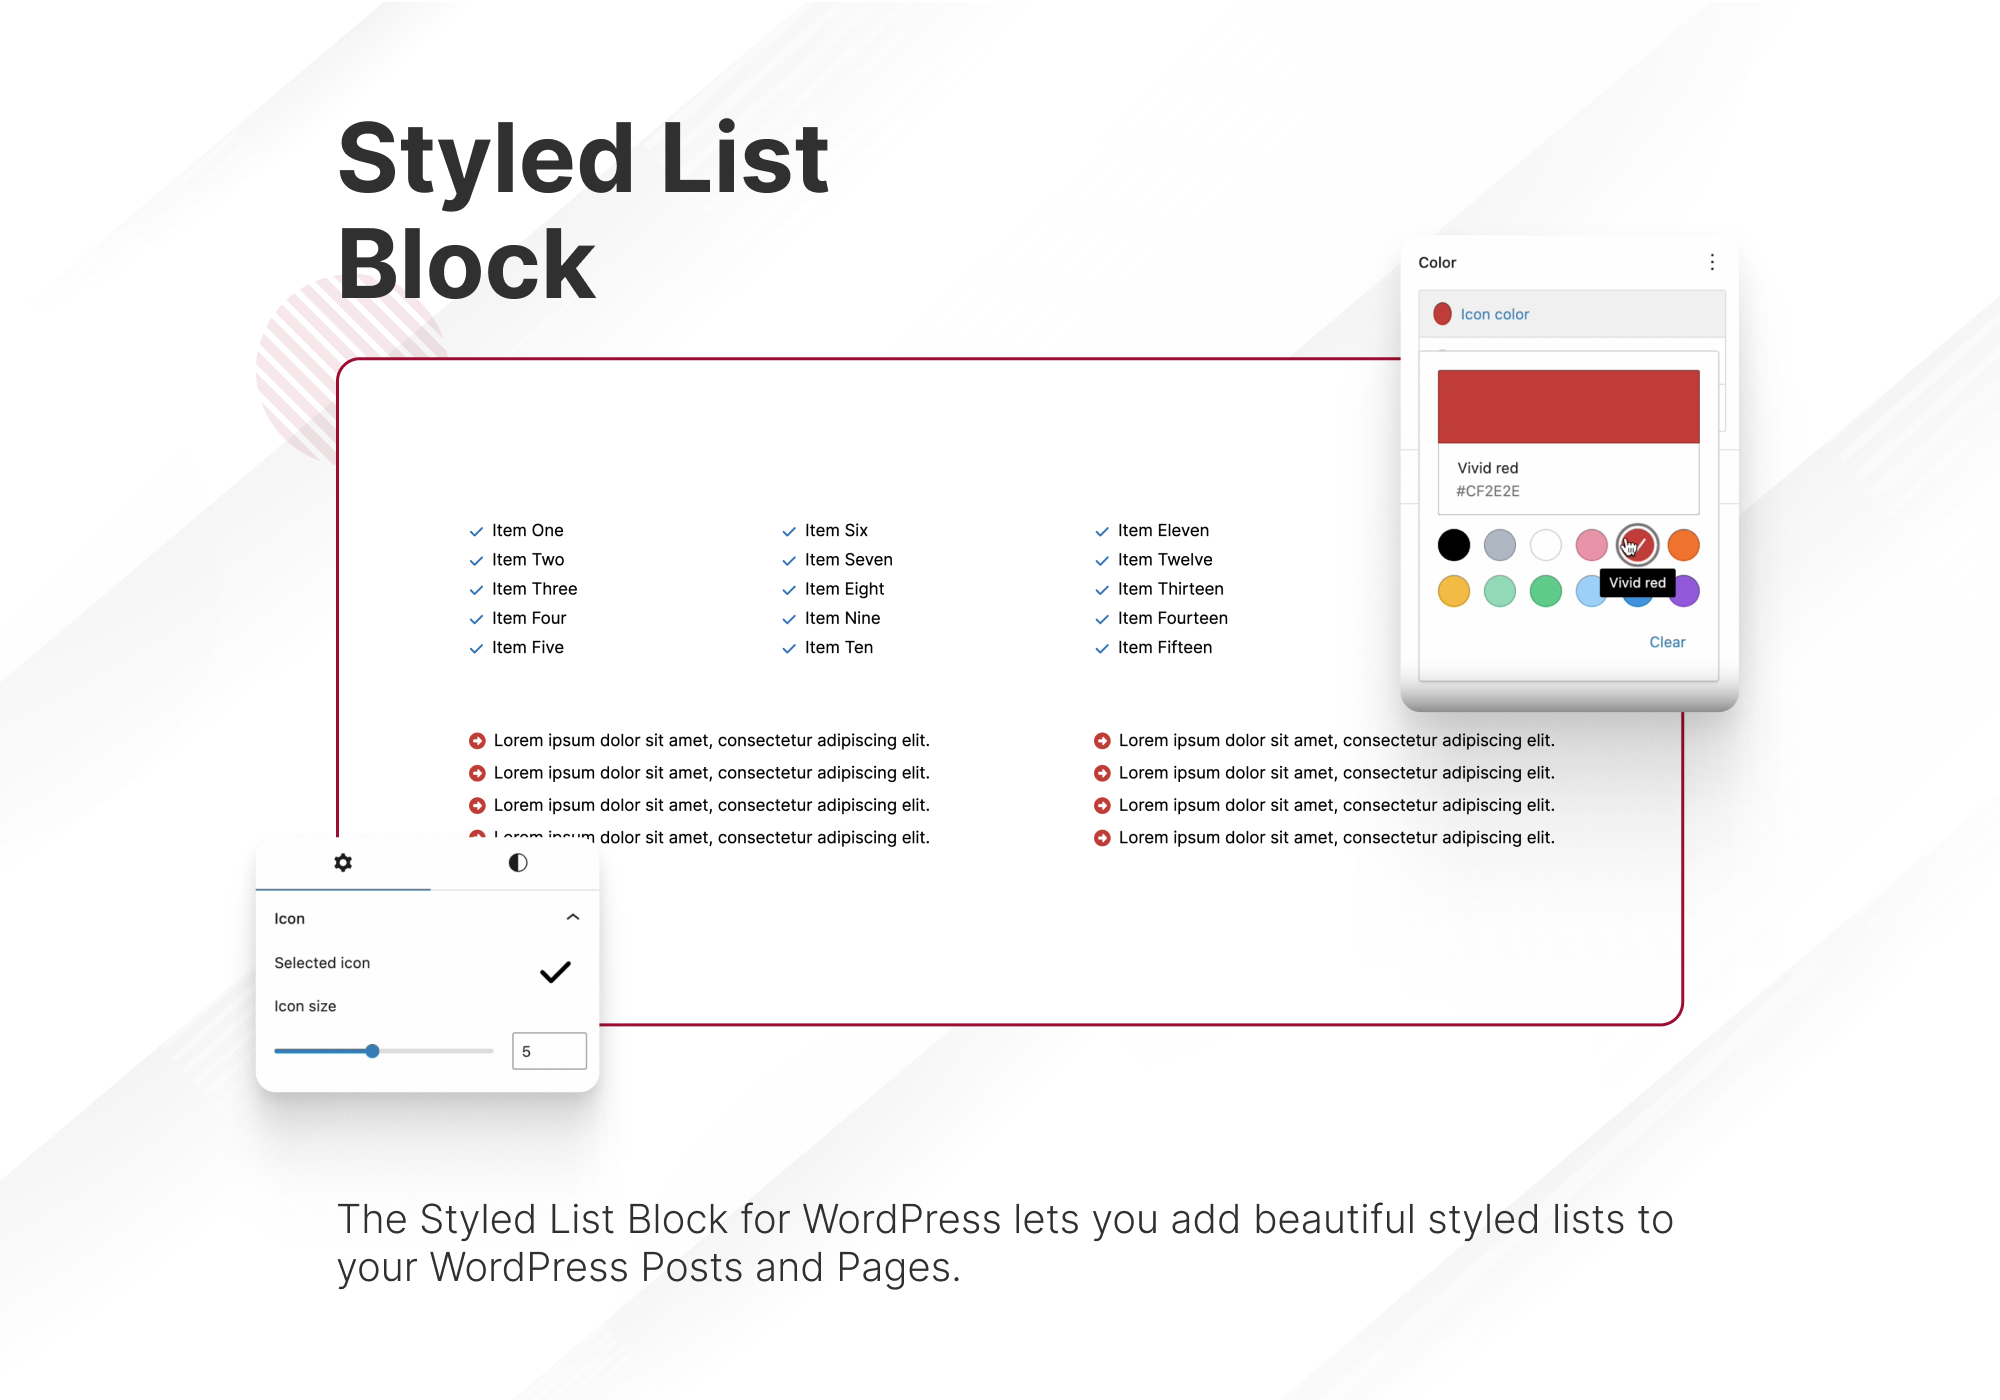 Styled List
Block
Color
Icon color
Vivid red
#CF2E2E
Vivid red
Clear
Item One
Item Two
Item Three
Item Four
Item Five
Item Six
Item Seven
Item Eight
Item Nine
Item Ten
Item Eleven
Item Twelve
Item Thirteen
Item Fourteen
Item Fifteen
Lorem ipsum dolor sit amet, consectetur adipiscing elit.
Lorem ipsum dolor sit amet, consectetur adipiscing elit.
Lorem ipsum dolor sit amet, consectetur adipiscing elit.
Lorem ipsum dolor sit amet, consectetur adipiscing elit.
Lorem ipsum dolor sit amet, consectetur adipiscing elit.
Lorem ipsum dolor sit amet, consectetur adipiscing elit.
Lorem ipsum dolor sit amet, consectetur adipiscing elit.
Lorem ipsum dolor sit amet, consectetur adipiscing elit.
Icon
Selected icon
Icon size
5
The Styled List Block for WordPress lets you add beautiful styled lists to
your WordPress Posts and Pages.